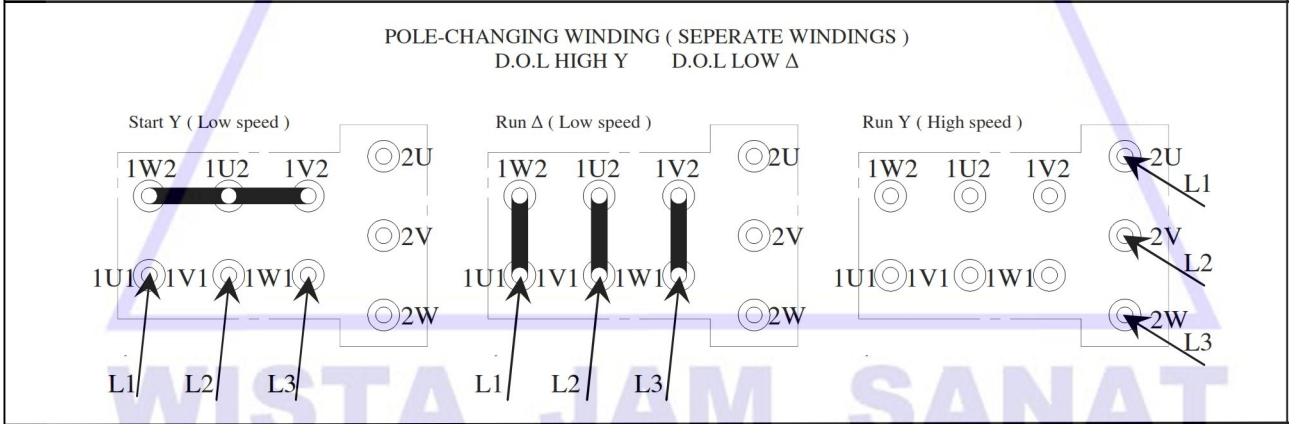 POLE-CHANGING WINDING ( SEPERATE WINDINGS )
D.O.L HIGH Y D.O.L LOW Δ
Start Y ( Low speed )
1W2 1U2 1V2
2U
2V
1U1 1V1 1W1
2W
L1 L2 L3
Run Δ ( Low speed )
1W2 1U2 1V2
2U
2V
1U1 1V1 1W1
2W
L1 L2 L3
Run Y ( High speed )
1W2 1U2 1V2
2U
L1
2V
L2
1U1 1V1 1W1
2W
L3
WISTA JAM SANAT